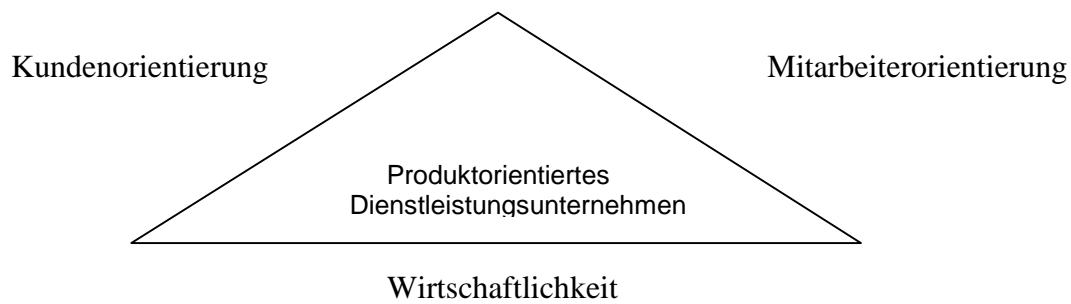 Kundenorientierung
Mitarbeiterorientierung
Produktorientiertes
Dienstleistungsunternehmen
Wirtschaftlichkeit